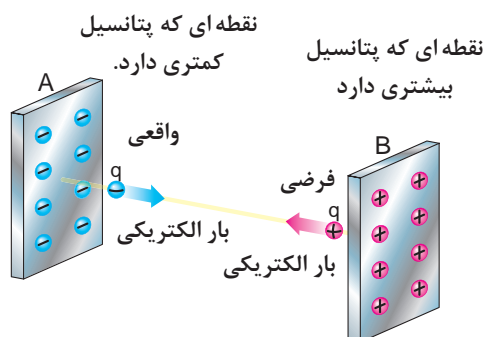 نقطه ای که پتانسیل
کمتری دارد.
نقطه ای که پتانسیل
بیشتری دارد
A
B
واقعی
فرضی
q
q
بار الکتریکی
بار الکتریکی